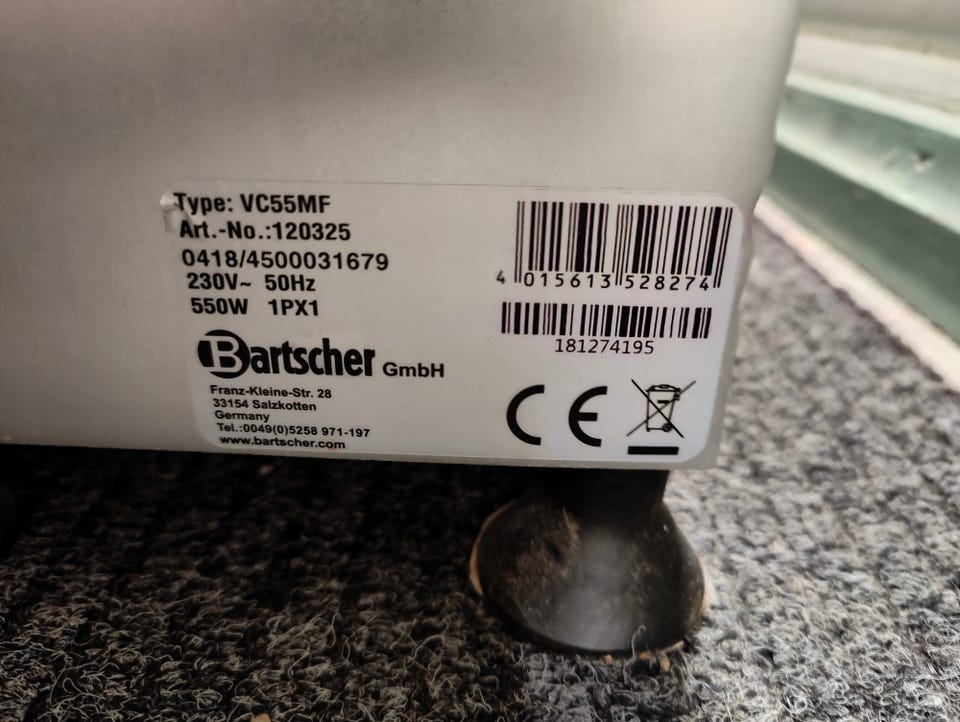 Type: VC55MF
Art.-No.:120325
0418/4500031679
230V~ 50Hz
550W 1PX1
Bartscher GmbH
Franz-Kleine-Str. 28
33154 Salzkotten
Germany
Tel.:0049(0)5258 971-197
www.bartscher.com
4 015613 528274
181274195
CE